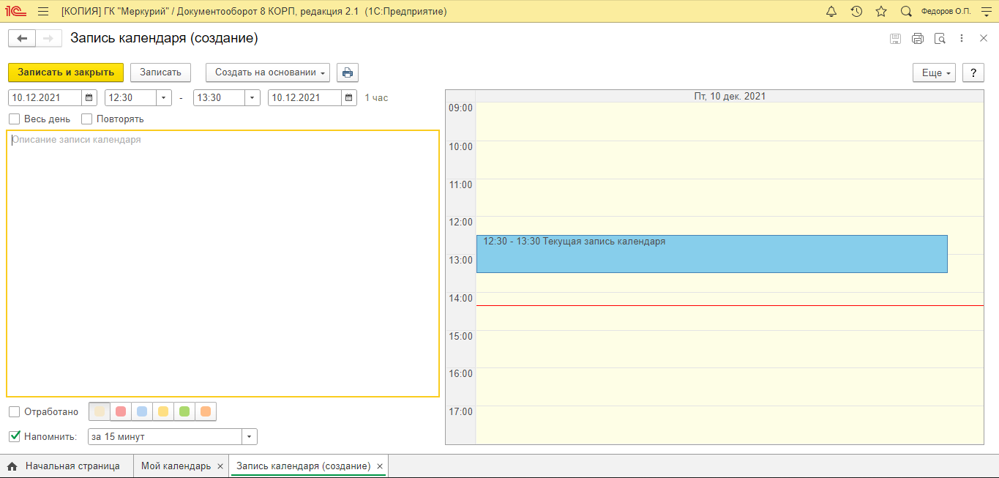 1С [КОПИЯ] ГК "Меркурий" / Документооборот 8 КОРП, редакция 2.1 (1С:Предприятие) Федоров О.П.
Запись календаря (создание)
Записать и закрыть Записать Создать на основании Еще ?
10.12.2021 12:30 - 13:30 10.12.2021 1 час
Весь день Повторять
Описание записи календаря
Отработано
Напомнить: за 15 минут
Пт, 10 дек. 2021
09:00
10:00
11:00
12:00
12:30 - 13:30 Текущая запись календаря
13:00
14:00
15:00
16:00
17:00
Начальная страница Мой календарь Запись календаря (создание)